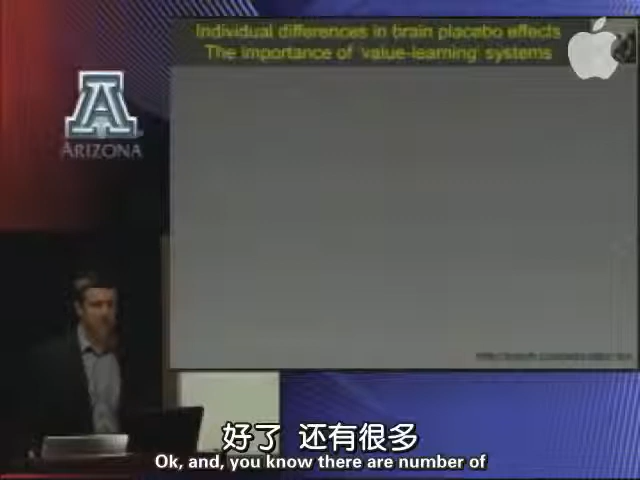 Individual differences in brain placebo effects
The importance of 'value-learning' systems
A
ARIZONA
好了 还有很多
Ok, and, you know there are number of